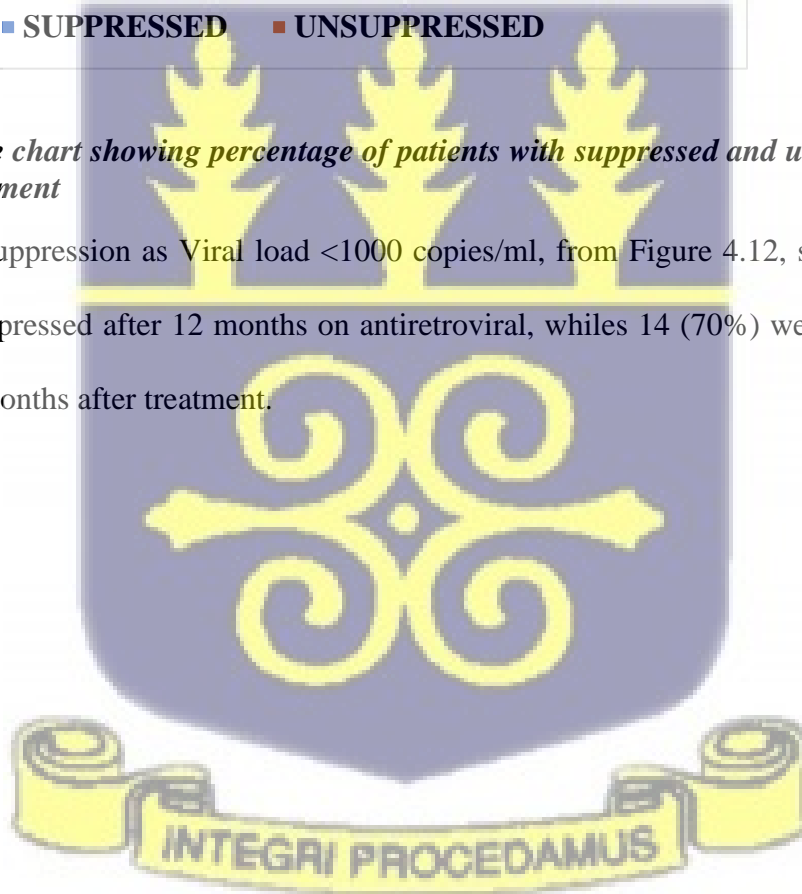 SUPPRESSED UNSUPPRESSED
chart showing percentage of patients with suppressed and u
ment
uppression as Viral load <1000 copies/ml, from Figure 4.12, s
pressed after 12 months on antiretroviral, whiles 14 (70%) we
onths after treatment.
INTEGRI PROCEDAMUS